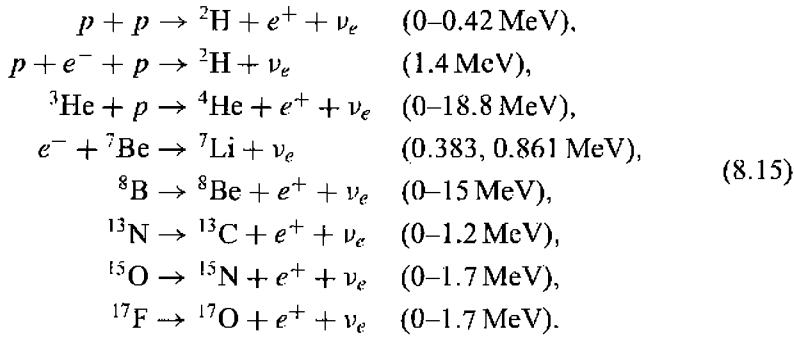 p + p → ²H + e⁺ + νₑ (0–0.42 MeV),
p + e⁻ + p → ²H + νₑ (1.4 MeV),
³He + p → ⁴He + e⁺ + νₑ (0–18.8 MeV),
e⁻ + ⁷Be → ⁷Li + νₑ (0.383, 0.861 MeV),
(8.15)
⁸B → ⁸Be + e⁺ + νₑ (0–15 MeV),
¹³N → ¹³C + e⁺ + νₑ (0–1.2 MeV),
¹⁵O → ¹⁵N + e⁺ + νₑ (0–1.7 MeV),
¹⁷F → ¹⁷O + e⁺ + νₑ (0–1.7 MeV).